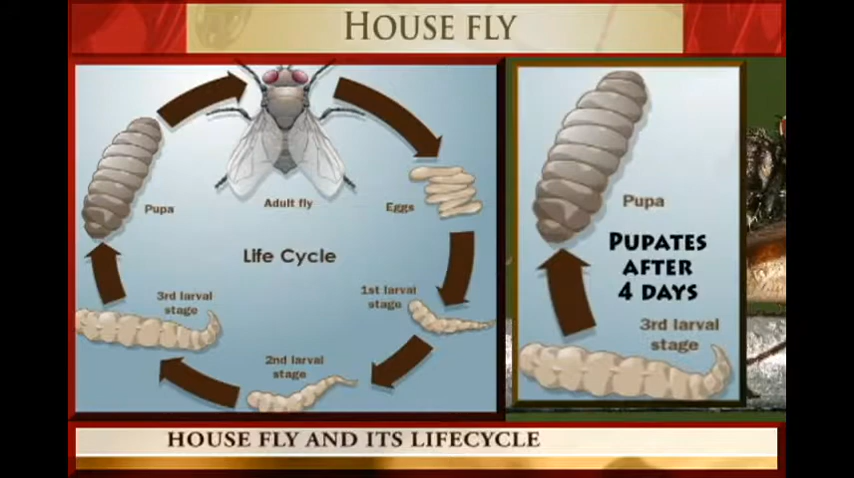 HOUSE FLY
Pupa
Adult fly
Eggs
Life Cycle
1st larval
stage
2nd larval
stage
3rd larval
stage
Pupa
PUPATES
AFTER
4 DAYS
3rd larval
stage
HOUSE FLY AND ITS LIFECYCLE